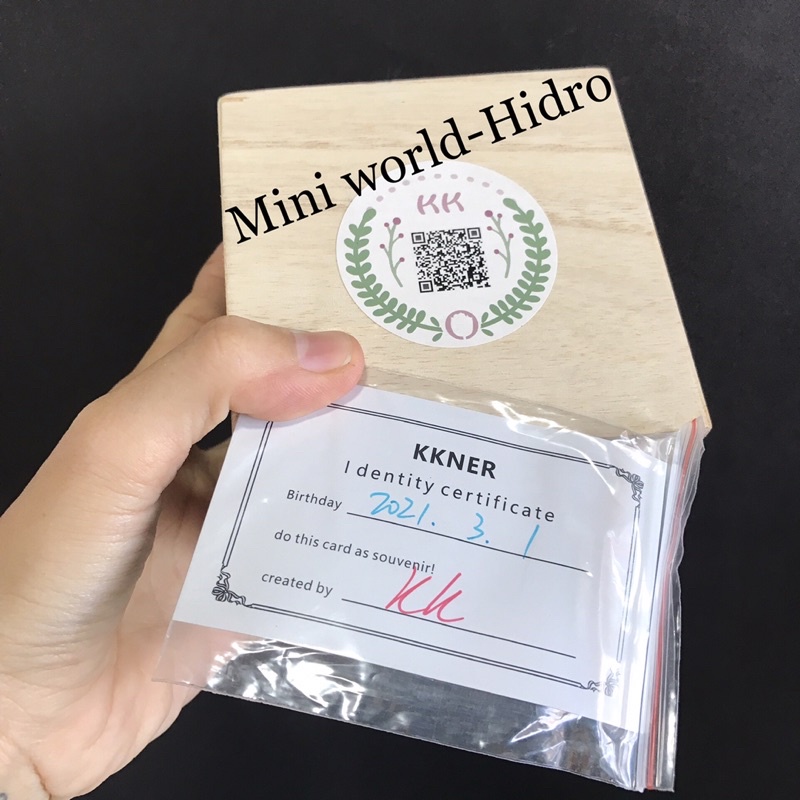 Mini world-Hidro
KK
KKNER
I dentity certificate
Birthday 2021. 3. 1
do this card as souvenir!
created by KK